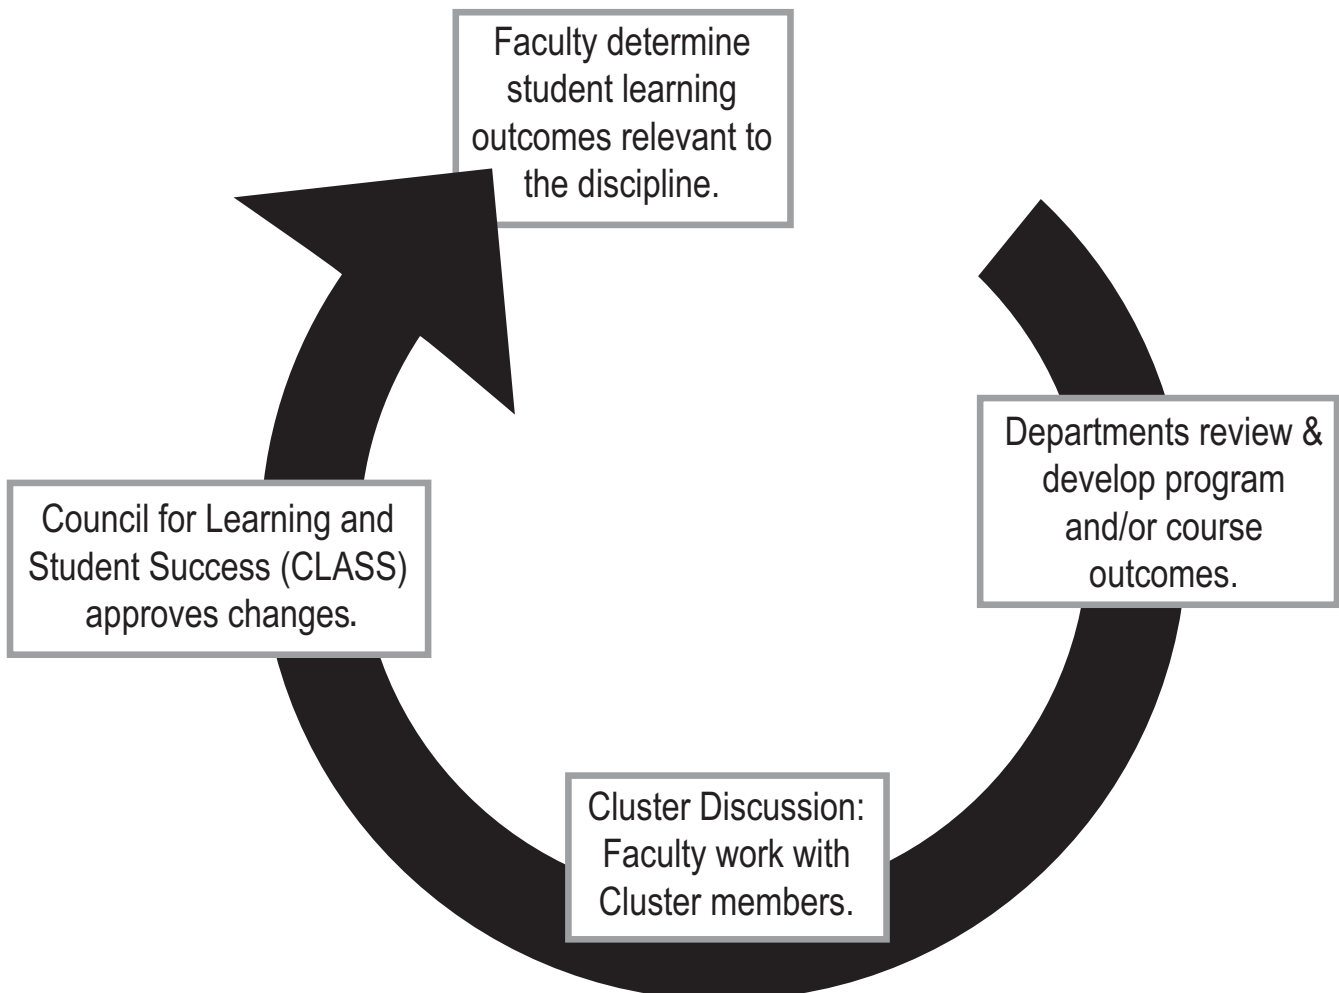 Faculty determine
student learning
outcomes relevant to
the discipline.
Departments review &
develop program
and/or course
outcomes.
Cluster Discussion:
Faculty work with
Cluster members.
Council for Learning and
Student Success (CLASS)
approves changes.